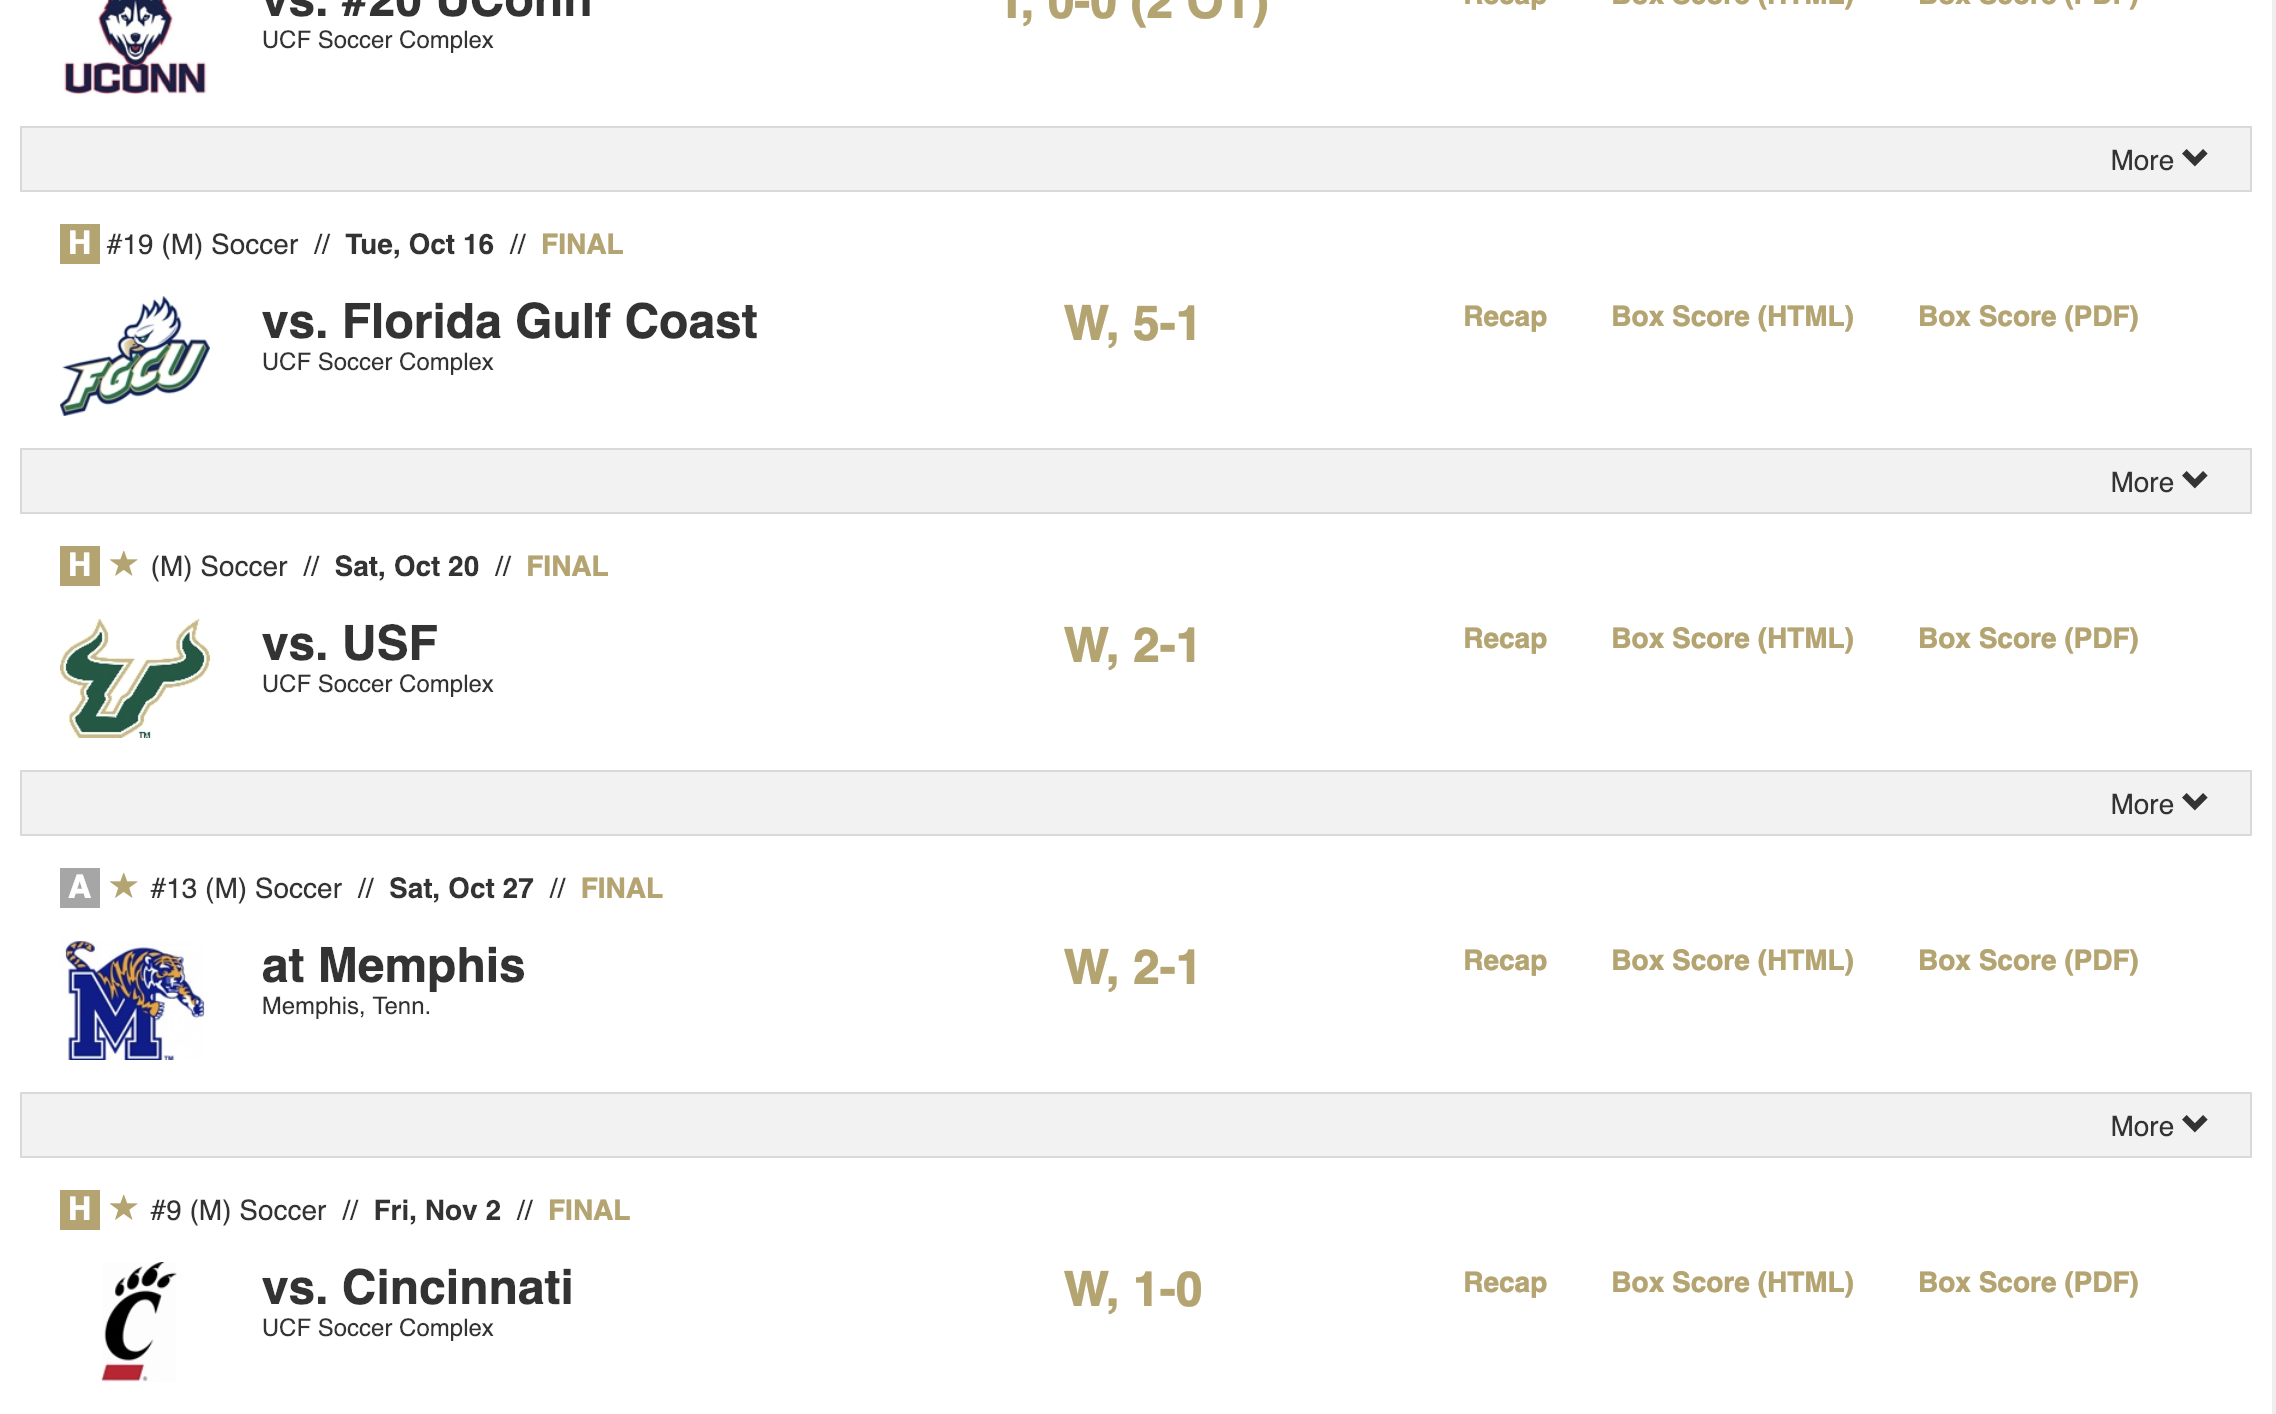 vs. #20 UConn
T, 0-0 (2 OT)
Recap
Box Score (HTML)
Box Score (PDF)
UCF Soccer Complex
UCONN
More
H #19 (M) Soccer // Tue, Oct 16 // FINAL
vs. Florida Gulf Coast
W, 5-1
Recap
Box Score (HTML)
Box Score (PDF)
UCF Soccer Complex
FGCU
More
H ★ (M) Soccer // Sat, Oct 20 // FINAL
vs. USF
W, 2-1
Recap
Box Score (HTML)
Box Score (PDF)
UCF Soccer Complex
TM
More
A ★ #13 (M) Soccer // Sat, Oct 27 // FINAL
at Memphis
W, 2-1
Recap
Box Score (HTML)
Box Score (PDF)
Memphis, Tenn.
M
TM
More
H ★ #9 (M) Soccer // Fri, Nov 2 // FINAL
vs. Cincinnati
W, 1-0
Recap
Box Score (HTML)
Box Score (PDF)
UCF Soccer Complex
C